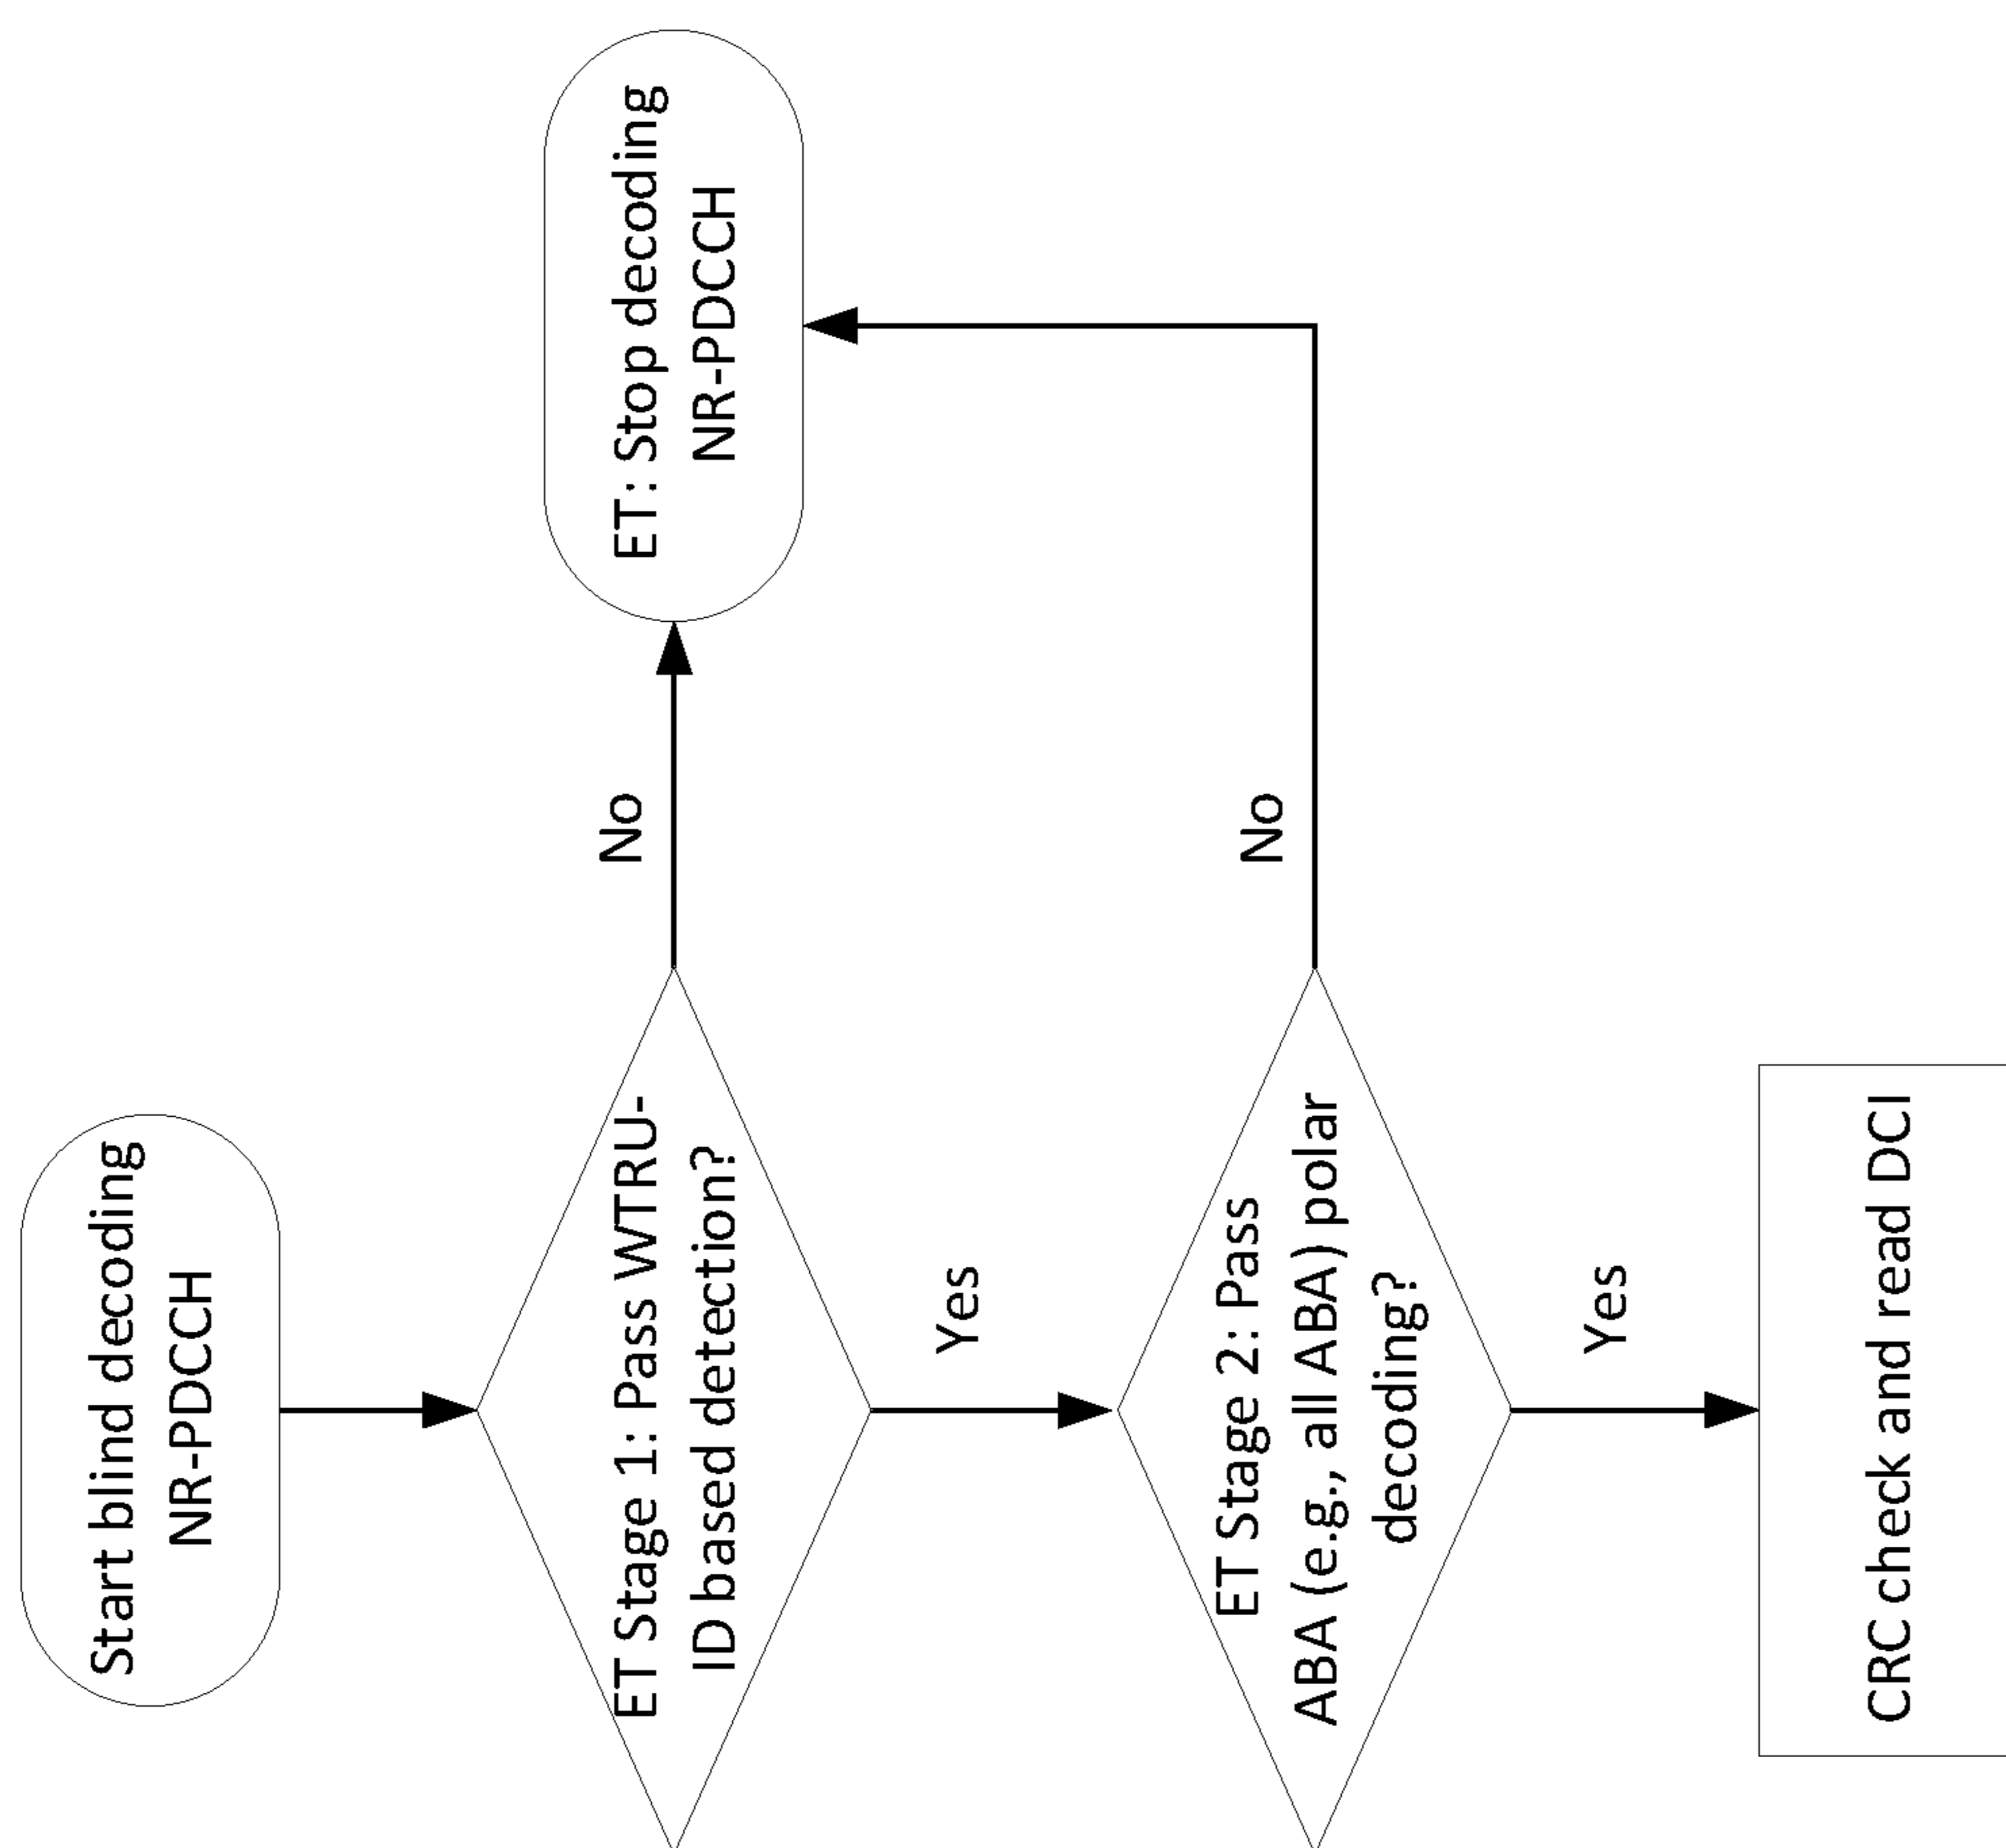 Start blind decoding
NR-PDCCH
ET Stage 1: Pass WTRU-
ID based detection?
No
ET: Stop decoding
NR-PDCCH
Yes
ET Stage 2: Pass
ABA (e.g., all ABA) polar
decoding?
No
Yes
CRC check and read DCI